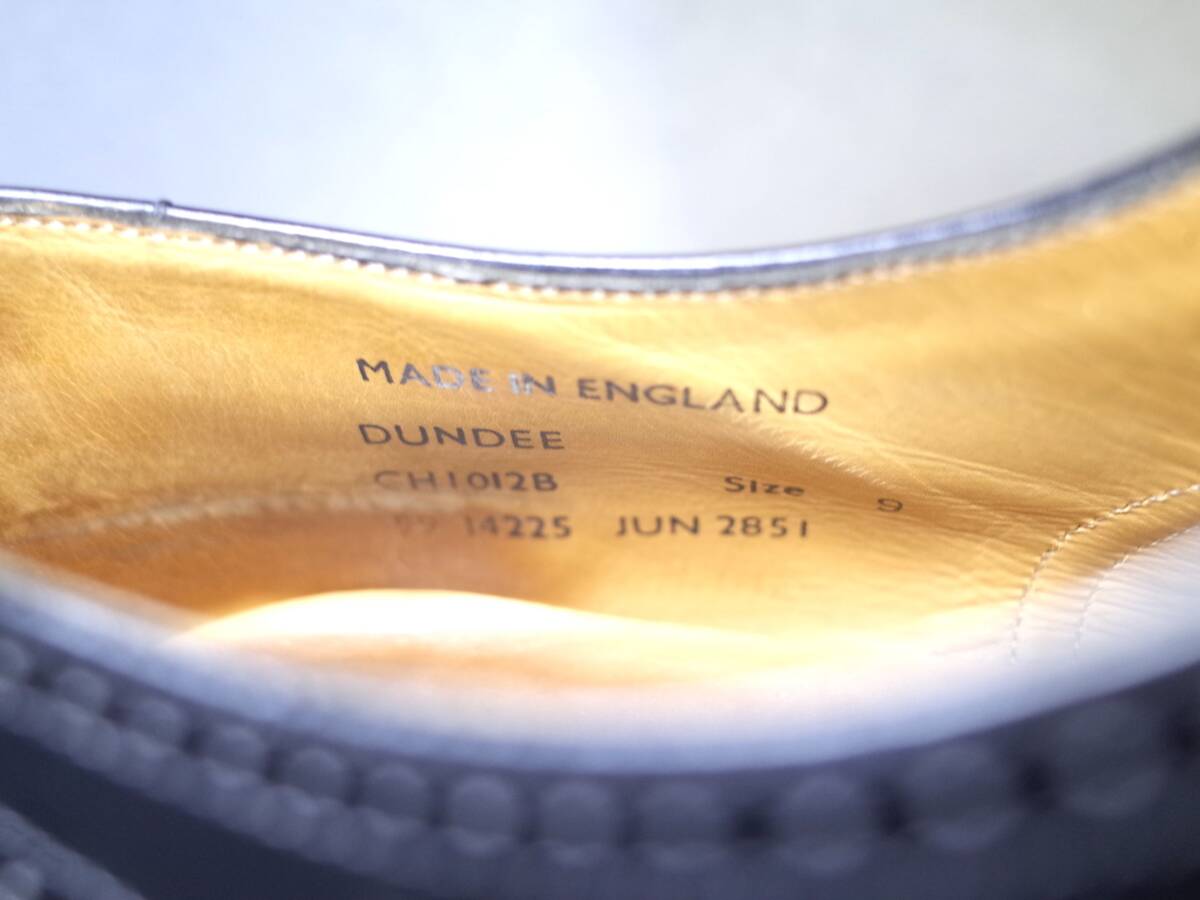 MADE IN ENGLAND
DUNDEE
CH1012B Size 9
14225 JUN 2851